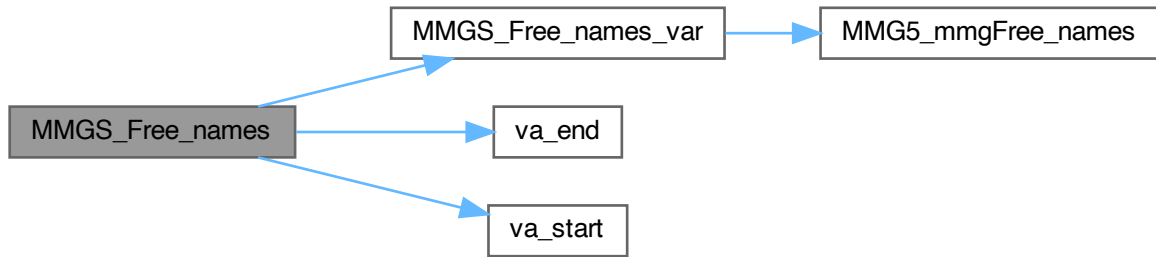 MMGS_Free_names_var
MMG5_mmgFree_names
MMGS_Free_names
va_end
va_start